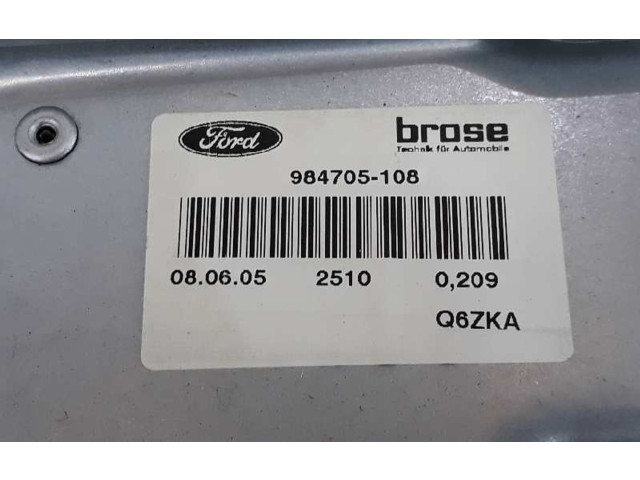 Ford brose
Technik für Automobile
984705-108
08.06.05 2510 0,209
Q6ZKA